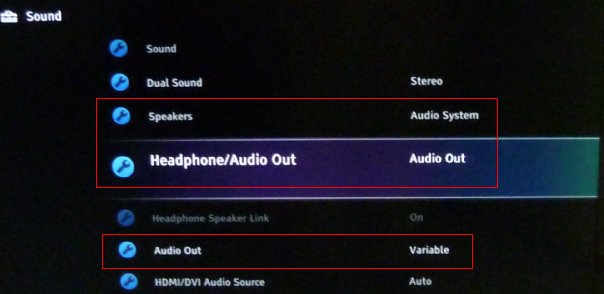 Sound
Sound
Dual Sound Stereo
Speakers Audio System
Headphone/Audio Out Audio Out
Headphone Speaker Link On
Audio Out Variable
HDMI/DVI Audio Source Auto